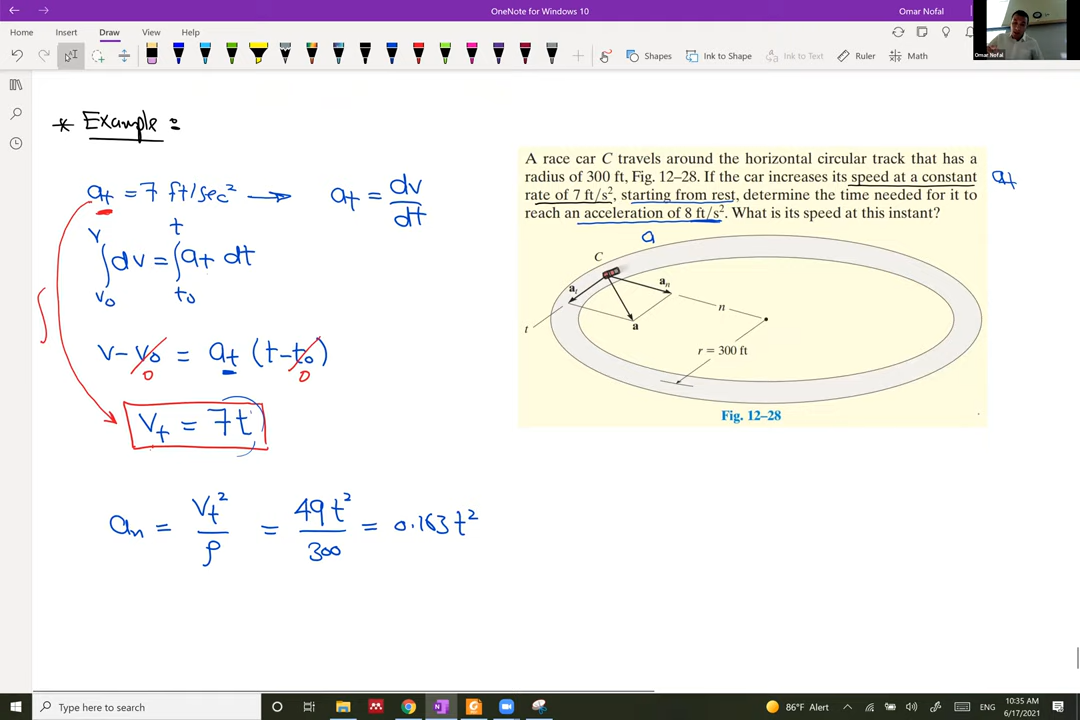 OneNote for Windows 10
Omar Nofal
Home Insert Draw View Help
Shapes Ink to Shape Ink to Text Ruler Math
Omar Nofal
* Example :
at = 7 ft/sec² → at = dv/dt
∫ dv = ∫ at dt
v v₀ t t₀
∫
v - v₀ = at (t - t₀)
0 0
Vt = 7t
an = Vt²/ρ = 49t²/300 = 0.163 t²
A race car C travels around the horizontal circular track that has a
radius of 300 ft, Fig. 12–28. If the car increases its speed at a constant
rate of 7 ft/s², starting from rest, determine the time needed for it to
reach an acceleration of 8 ft/s². What is its speed at this instant?
at
a
C
at
an
n
t
a
r = 300 ft
Fig. 12–28
Type here to search
86°F Alert
ENG
10:35 AM
6/17/2021